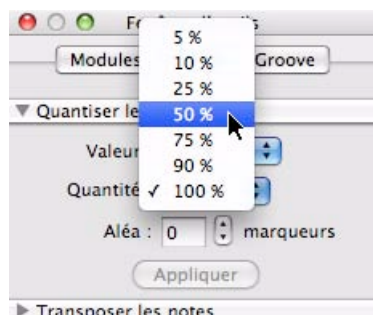 5 %
Modules 10 % Groove
25 %
Quantiser le 50 %
75 %
Valeur
90 %
Quantité ✓ 100 %
Aléa : 0 marqueurs
Appliquer
Transposer les notes